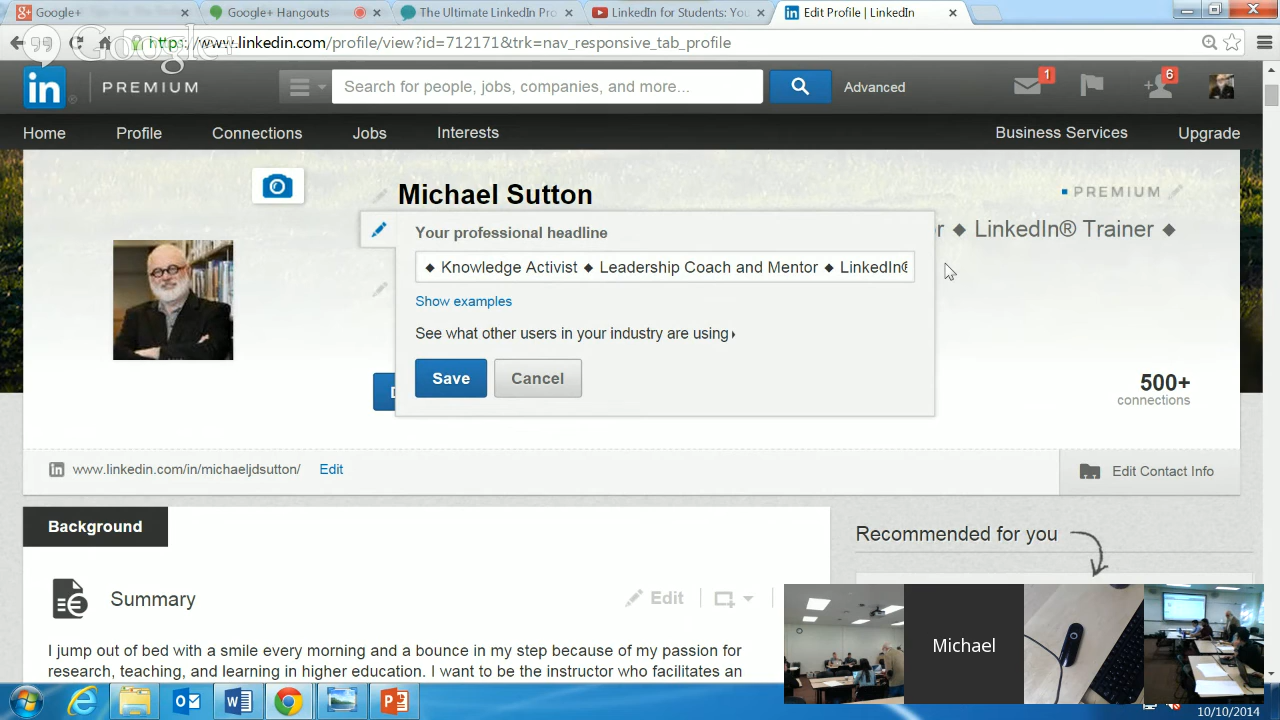 Google+
Google+ Hangouts
The Ultimate LinkedIn Pro
LinkedIn for Students: You
Edit Profile | LinkedIn
Google+
https://www.linkedin.com/profile/view?id=712171&trk=nav_responsive_tab_profile
in PREMIUM
Search for people, jobs, companies, and more...
Advanced
1
6
Home Profile Connections Jobs Interests Business Services Upgrade
Michael Sutton
PREMIUM
Your professional headline
r ◆ LinkedIn® Trainer ◆
◆ Knowledge Activist ◆ Leadership Coach and Mentor ◆ LinkedIn®
Show examples
See what other users in your industry are using
Save Cancel
500+
connections
www.linkedin.com/in/michaeljdsutton/ Edit
Edit Contact Info
Background
Recommended for you
Summary
Edit
Michael
I jump out of bed with a smile every morning and a bounce in my step because of my passion for
research, teaching, and learning in higher education. I want to be the instructor who facilitates an
10/10/2014